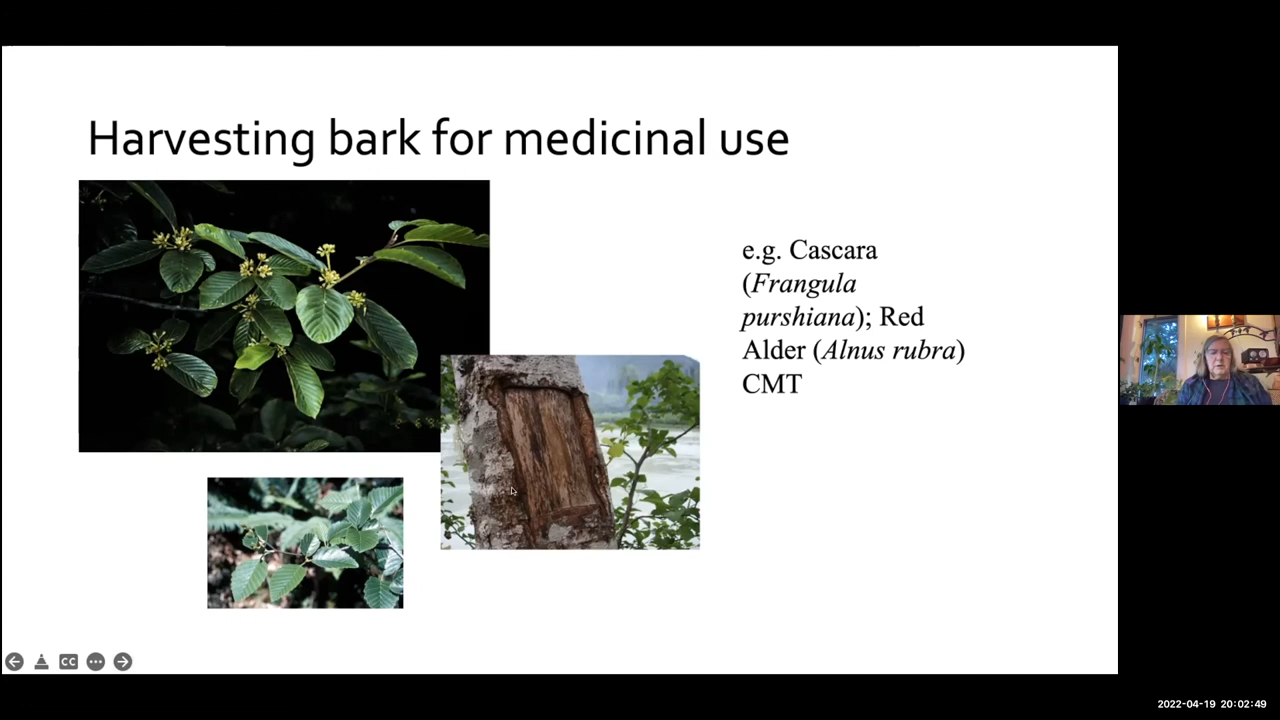 Harvesting bark for medicinal use
e.g. Cascara
(Frangula
purshiana); Red
Alder (Alnus rubra)
CMT
CC
2022-04-19 20:02:49